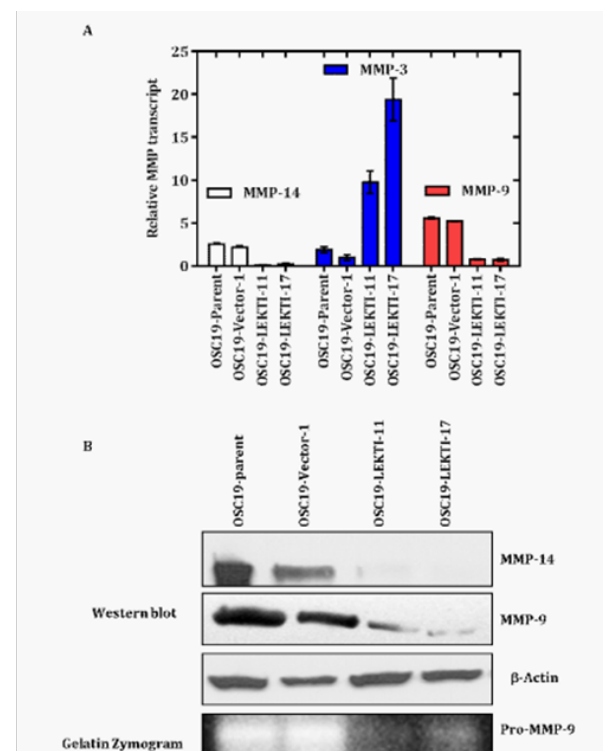 A
Relative MMP transcript
25
20
15
10
5
0
MMP-3
MMP-14
MMP-9
OSC19-Parent
OSC19-Vector-1
OSC19-LEKTI-11
OSC19-LEKTI-17
OSC19-Parent
OSC19-Vector-1
OSC19-LEKTI-11
OSC19-LEKTI-17
OSC19-Parent
OSC19-Vector-1
OSC19-LEKTI-11
OSC19-LEKTI-17
B
OSC19-parent
OSC19-Vector-1
OSC19-LEKTI-11
OSC19-LEKTI-17
MMP-14
Western blot
MMP-9
β-Actin
Pro-MMP-9
Gelatin Zymogram